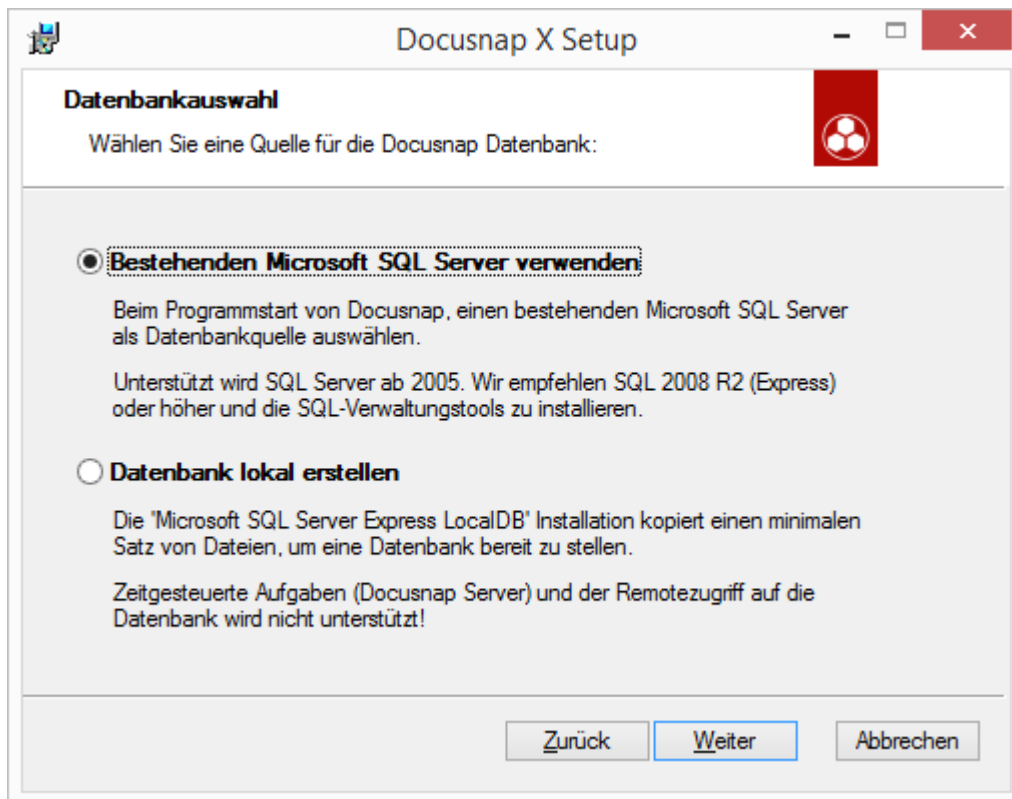 Docusnap X Setup
Datenbankauswahl
Wählen Sie eine Quelle für die Docusnap Datenbank:
Bestehenden Microsoft SQL Server verwenden
Beim Programmstart von Docusnap, einen bestehenden Microsoft SQL Server
als Datenbankquelle auswählen.
Unterstützt wird SQL Server ab 2005. Wir empfehlen SQL 2008 R2 (Express)
oder höher und die SQL-Verwaltungstools zu installieren.
Datenbank lokal erstellen
Die "Microsoft SQL Server Express LocalDB" Installation kopiert einen minimalen
Satz von Dateien, um eine Datenbank bereit zu stellen.
Zeitgesteuerte Aufgaben (Docusnap Server) und der Remotezugriff auf die
Datenbank wird nicht unterstützt!
Zurück Weiter Abbrechen